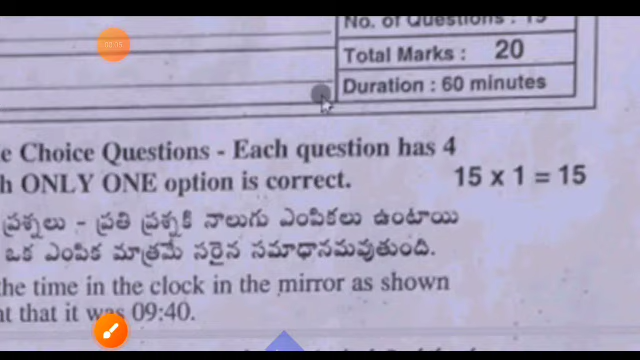 No. of Questions : 19
Total Marks : 20
Duration : 60 minutes
e Choice Questions - Each question has 4
h ONLY ONE option is correct.
15 x 1 = 15
ప్రశ్నలు - ప్రతి ప్రశ్నకి నాలుగు ఎంపికలు ఉంటాయి
ఒక ఎంపిక మాత్రమే సరైన సమాధానమవుతుంది.
the time in the clock in the mirror as shown
nt that it was 09:40.